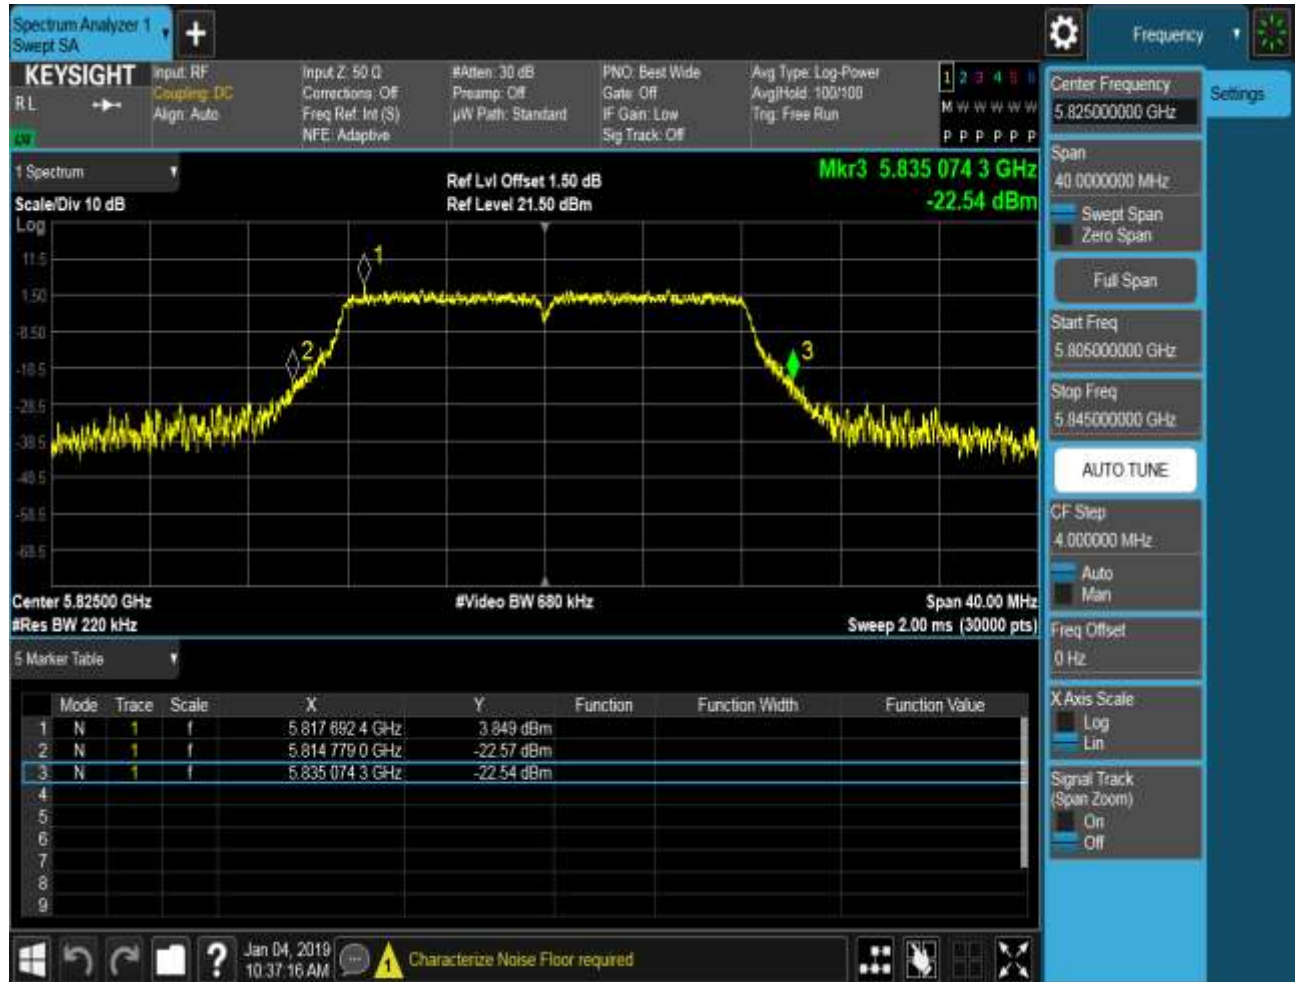 Spectrum Analyzer 1
Swept SA
Frequency
KEYSIGHT
RL
Input: RF
Coupling: DC
Align: Auto
Input Z: 50 Ω
Corrections: Off
Freq Ref: Int (S)
NFE: Adaptive
#Atten: 30 dB
Preamp: Off
µW Path: Standard
PNO: Best Wide
Gate: Off
IF Gain: Low
Sig Track: Off
Avg Type: Log-Power
Avg|Hold: 100/100
Trig: Free Run
1 2 3 4 5 6
M W W W W W
P P P P P P
1 Spectrum
Scale/Div 10 dB
Ref Lvl Offset 1.50 dB
Ref Level 21.50 dBm
Mkr3 5.835 074 3 GHz
-22.54 dBm
Log
11.5
1.50
-8.50
-18.5
-28.5
-38.5
-48.5
-58.5
-68.5
1
2
3
Center 5.82500 GHz
#Video BW 680 kHz
Span 40.00 MHz
#Res BW 220 kHz
Sweep 2.00 ms (30000 pts)
5 Marker Table
Mode Trace Scale X Y Function Function Width Function Value
1 N 1 f 5.817 692 4 GHz 3.849 dBm
2 N 1 f 5.814 779 0 GHz -22.57 dBm
3 N 1 f 5.835 074 3 GHz -22.54 dBm
4
5
6
7
8
9
Jan 04, 2019
10:37:16 AM
Characterize Noise Floor required
Center Frequency
5.825000000 GHz
Settings
Span
40.0000000 MHz
Swept Span
Zero Span
Full Span
Start Freq
5.805000000 GHz
Stop Freq
5.845000000 GHz
AUTO TUNE
CF Step
4.000000 MHz
Auto
Man
Freq Offset
0 Hz
X Axis Scale
Log
Lin
Signal Track
(Span Zoom)
On
Off